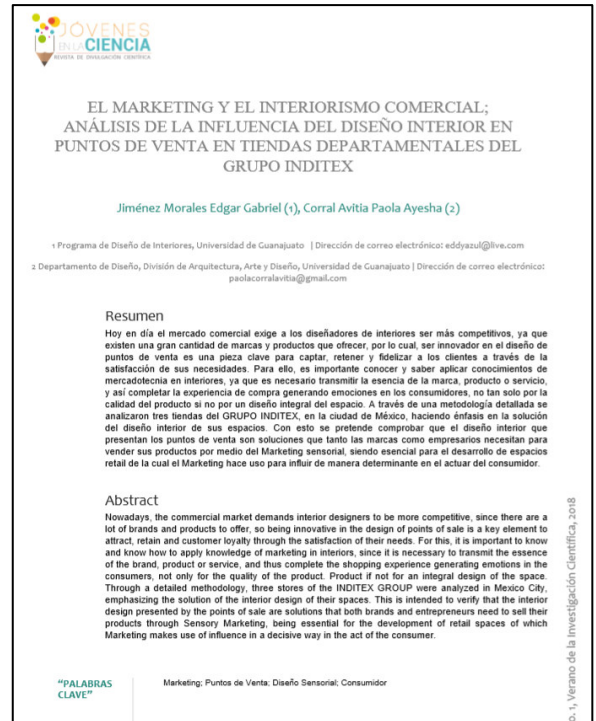 JÓVENES
EN LA CIENCIA
REVISTA DE DIVULGACIÓN CIENTÍFICA
EL MARKETING Y EL INTERIORISMO COMERCIAL;
ANÁLISIS DE LA INFLUENCIA DEL DISEÑO INTERIOR EN
PUNTOS DE VENTA EN TIENDAS DEPARTAMENTALES DEL
GRUPO INDITEX
Jiménez Morales Edgar Gabriel (1), Corral Avitia Paola Ayesha (2)
1 Programa de Diseño de Interiores, Universidad de Guanajuato | Dirección de correo electrónico: eddyazul@live.com
2 Departamento de Diseño, División de Arquitectura, Arte y Diseño, Universidad de Guanajuato | Dirección de correo electrónico:
paolacorralavitia@gmail.com
Resumen
Hoy en día el mercado comercial exige a los diseñadores de interiores ser más competitivos, ya que
existen una gran cantidad de marcas y productos que ofrecer, por lo cual, ser innovador en el diseño de
puntos de venta es una pieza clave para captar, retener y fidelizar a los clientes a través de la
satisfacción de sus necesidades. Para ello, es importante conocer y saber aplicar conocimientos de
mercadotecnia en interiores, ya que es necesario transmitir la esencia de la marca, producto o servicio,
y así completar la experiencia de compra generando emociones en los consumidores, no tan solo por la
calidad del producto si no por un diseño integral del espacio. A través de una metodología detallada se
analizaron tres tiendas del GRUPO INDITEX, en la ciudad de México, haciendo énfasis en la solución
del diseño interior de sus espacios. Con esto se pretende comprobar que el diseño interior que
presentan los puntos de venta son soluciones que tanto las marcas como empresarios necesitan para
vender sus productos por medio del Marketing sensorial, siendo esencial para el desarrollo de espacios
retail de la cual el Marketing hace uso para influir de manera determinante en el actuar del consumidor.
Abstract
Nowadays, the commercial market demands interior designers to be more competitive, since there are a
lot of brands and products to offer, so being innovative in the design of points of sale is a key element to
attract, retain and customer loyalty through the satisfaction of their needs. For this, it is important to know
and know how to apply knowledge of marketing in interiors, since it is necessary to transmit the essence
of the brand, product or service, and thus complete the shopping experience generating emotions in the
consumers, not only for the quality of the product. Product if not for an integral design of the space.
Through a detailed methodology, three stores of the INDITEX GROUP were analyzed in Mexico City,
emphasizing the solution of the interior design of their spaces. This is intended to verify that the interior
design presented by the points of sale are solutions that both brands and entrepreneurs need to sell their
products through Sensory Marketing, being essential for the development of retail spaces of which
Marketing makes use of influence in a decisive way in the act of the consumer.
"PALABRAS
CLAVE"
Marketing; Puntos de Venta; Diseño Sensorial; Consumidor
o. 1, Verano de la Investigación Científica, 2018